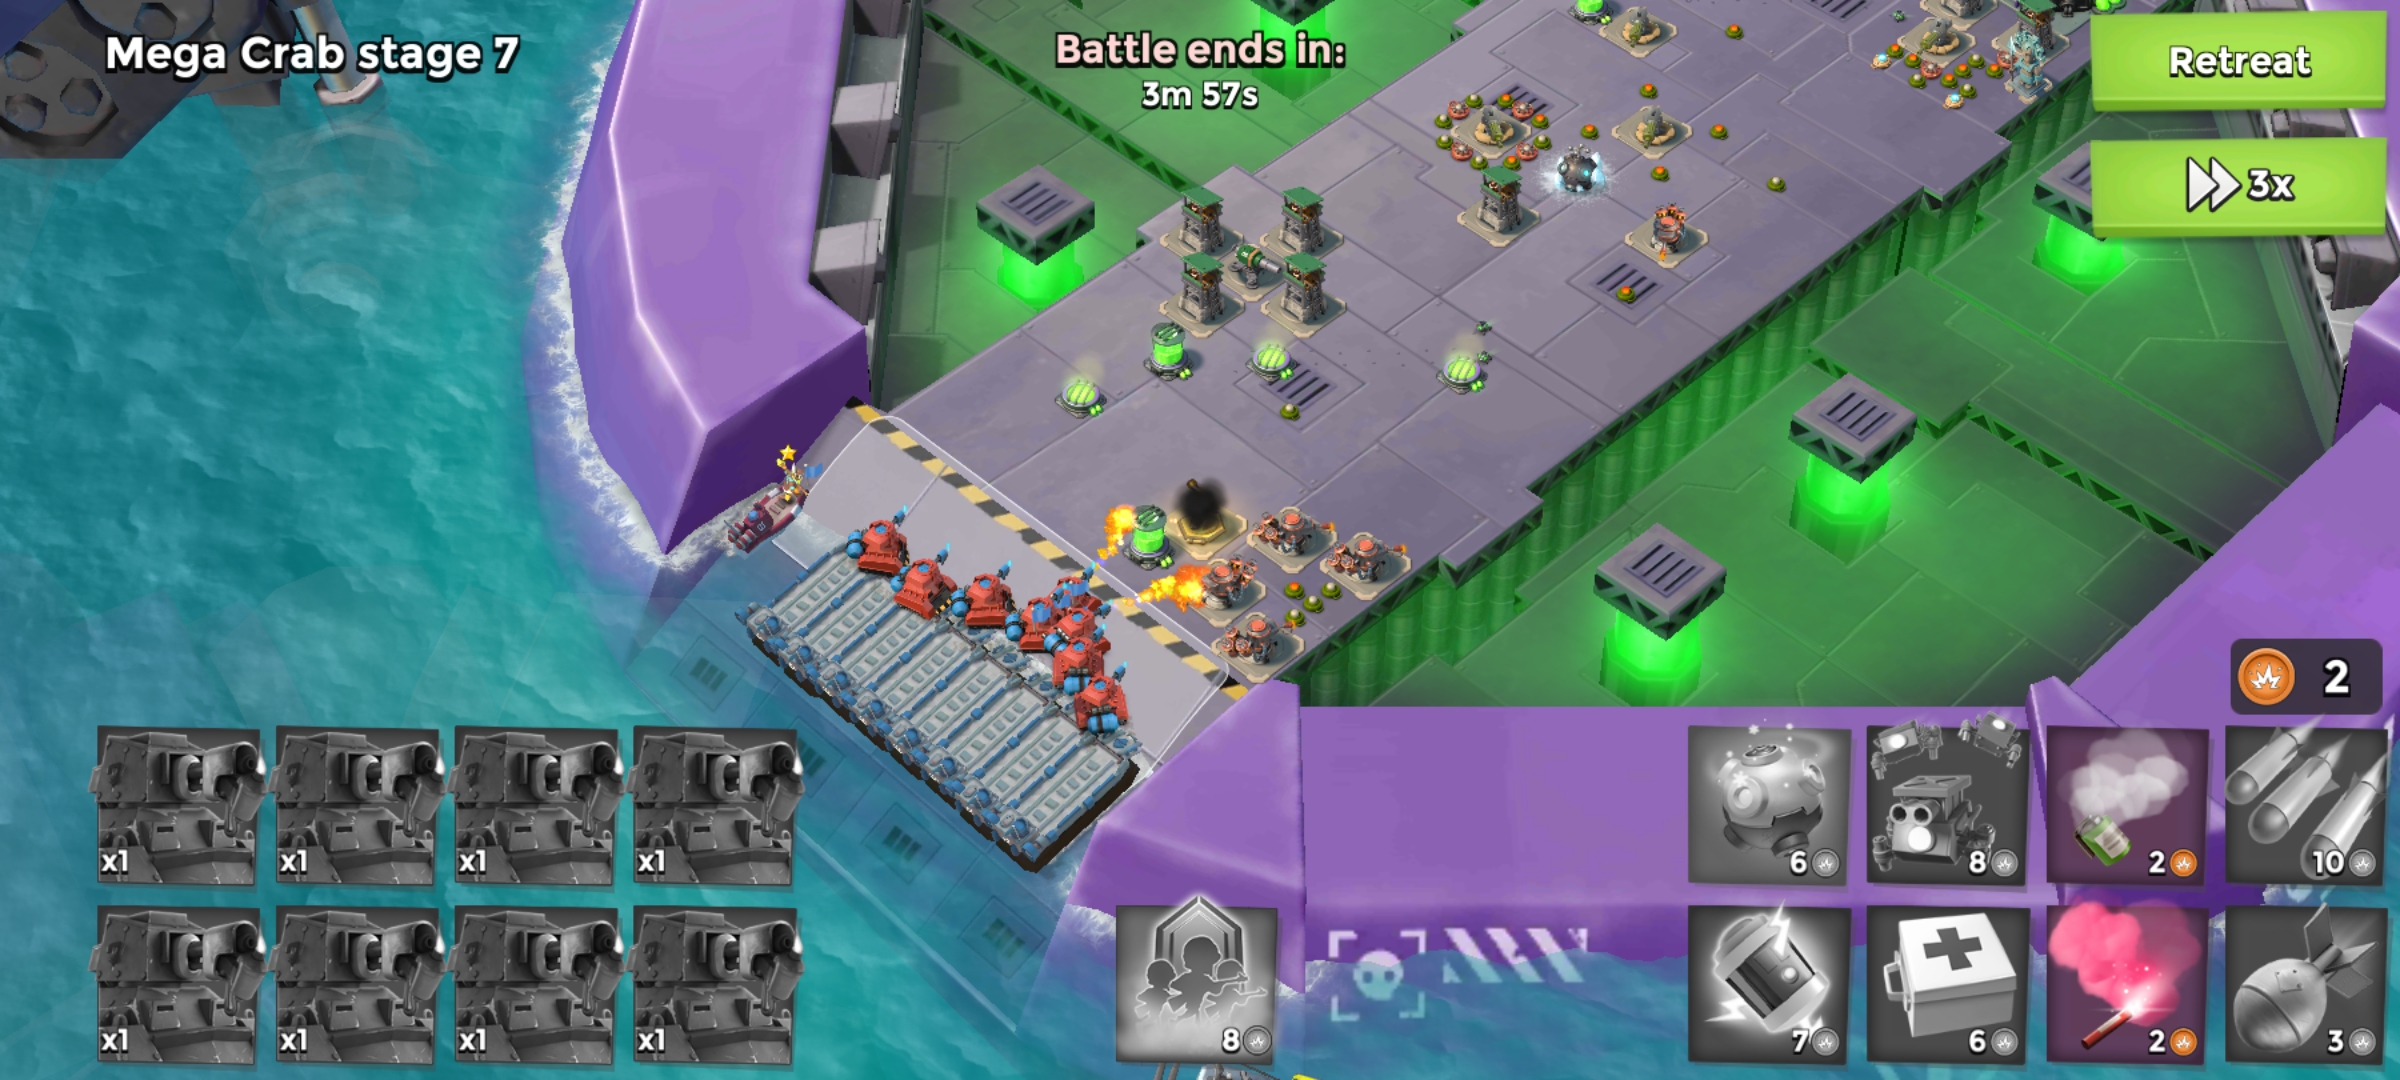 Mega Crab stage 7
Battle ends in:
3m 57s
Retreat
3x
2
x1
x1
x1
x1
6
8
2
10
x1
x1
x1
x1
8
7
6
2
3